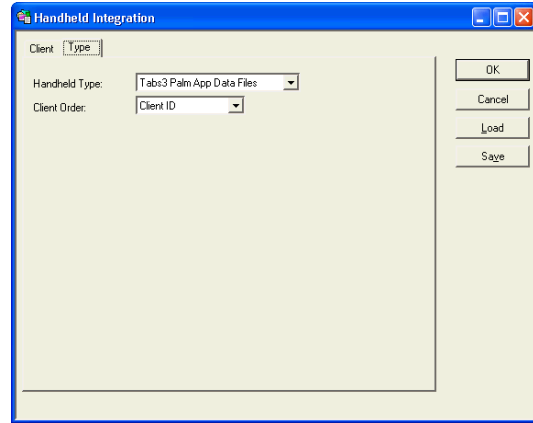 Handheld Integration
Client Type
Handheld Type: Tabs3 Palm App Data Files
Client Order: Client ID
OK
Cancel
Load
Save